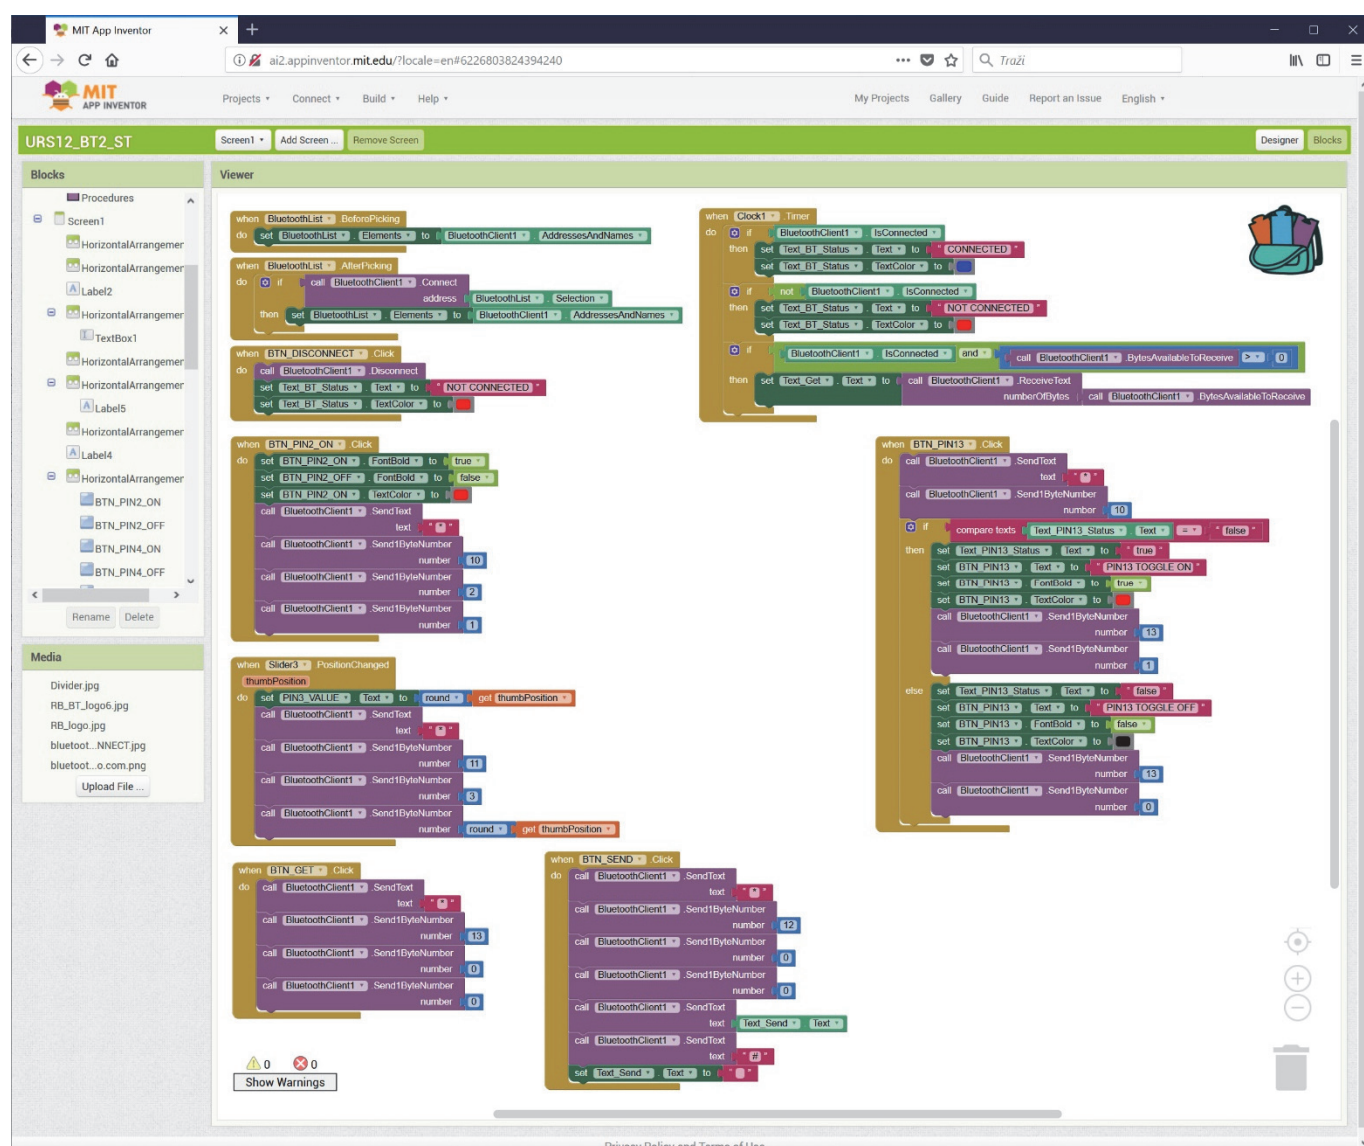 MIT App Inventor
ai2.appinventor.mit.edu/?locale=en#6226803824394240
Traži
MIT
APP INVENTOR
Projects Connect Build Help
My Projects Gallery Guide Report an Issue English
URS12_BT2_ST
Screen1 Add Screen ... Remove Screen
Designer Blocks
Blocks
Procedures
Screen1
HorizontalArrangemer
HorizontalArrangemer
Label2
HorizontalArrangemer
TextBox1
HorizontalArrangemer
HorizontalArrangemer
Label5
HorizontalArrangemer
Label4
HorizontalArrangemer
BTN_PIN2_ON
BTN_PIN2_OFF
BTN_PIN4_ON
BTN_PIN4_OFF
Rename Delete
Media
Divider.jpg
RB_BT_logo6.jpg
RB_logo.jpg
bluetoot...NNECT.jpg
bluetoot...o.com.png
Upload File ...
Viewer
when BluetoothList .BeforePicking
do set BluetoothList . Elements to BluetoothClient1 . AddressesAndNames
when BluetoothList .AfterPicking
do if call BluetoothClient1 .Connect
address BluetoothList . Selection
then set BluetoothList . Elements to BluetoothClient1 . AddressesAndNames
when BTN_DISCONNECT .Click
do call BluetoothClient1 .Disconnect
set Text_BT_Status . Text to " NOT CONNECTED "
set Text_BT_Status . TextColor to
when BTN_PIN2_ON .Click
do set BTN_PIN2_ON . FontBold to true
set BTN_PIN2_OFF . FontBold to false
set BTN_PIN2_ON . TextColor to
call BluetoothClient1 .SendText
text " * "
call BluetoothClient1 .Send1ByteNumber
number 10
call BluetoothClient1 .Send1ByteNumber
number 2
call BluetoothClient1 .Send1ByteNumber
number 1
when Slider3 .PositionChanged
thumbPosition
do set PIN3_VALUE . Text to round get thumbPosition
call BluetoothClient1 .SendText
text " * "
call BluetoothClient1 .Send1ByteNumber
number 11
call BluetoothClient1 .Send1ByteNumber
number 3
call BluetoothClient1 .Send1ByteNumber
number round get thumbPosition
when BTN_GET .Click
do call BluetoothClient1 .SendText
text " * "
call BluetoothClient1 .Send1ByteNumber
number 13
call BluetoothClient1 .Send1ByteNumber
number 0
call BluetoothClient1 .Send1ByteNumber
number 0
when BTN_SEND .Click
do call BluetoothClient1 .SendText
text " * "
call BluetoothClient1 .Send1ByteNumber
number 12
call BluetoothClient1 .Send1ByteNumber
number 0
call BluetoothClient1 .Send1ByteNumber
number 0
call BluetoothClient1 .SendText
text Text_Send . Text
call BluetoothClient1 .SendText
text " # "
set Text_Send . Text to " "
when Clock1 .Timer
do if BluetoothClient1 . IsConnected
then set Text_BT_Status . Text to " CONNECTED "
set Text_BT_Status . TextColor to
if not BluetoothClient1 . IsConnected
then set Text_BT_Status . Text to " NOT CONNECTED "
set Text_BT_Status . TextColor to
if BluetoothClient1 . IsConnected and call BluetoothClient1 .BytesAvailableToReceive > 0
then set Text_Get . Text to call BluetoothClient1 .ReceiveText
numberOfBytes call BluetoothClient1 .BytesAvailableToReceive
when BTN_PIN13 .Click
do call BluetoothClient1 .SendText
text " * "
call BluetoothClient1 .Send1ByteNumber
number 10
if compare texts Text_PIN13_Status . Text = " false "
then set Text_PIN13_Status . Text to " true "
set BTN_PIN13 . Text to " PIN13 TOGGLE ON "
set BTN_PIN13 . FontBold to true
set BTN_PIN13 . TextColor to
call BluetoothClient1 .Send1ByteNumber
number 13
call BluetoothClient1 .Send1ByteNumber
number 1
else set Text_PIN13_Status . Text to " false "
set BTN_PIN13 . Text to " PIN13 TOGGLE OFF "
set BTN_PIN13 . FontBold to false
set BTN_PIN13 . TextColor to
call BluetoothClient1 .Send1ByteNumber
number 13
call BluetoothClient1 .Send1ByteNumber
number 0
0 0
Show Warnings
Privacy Policy and Terms of Use